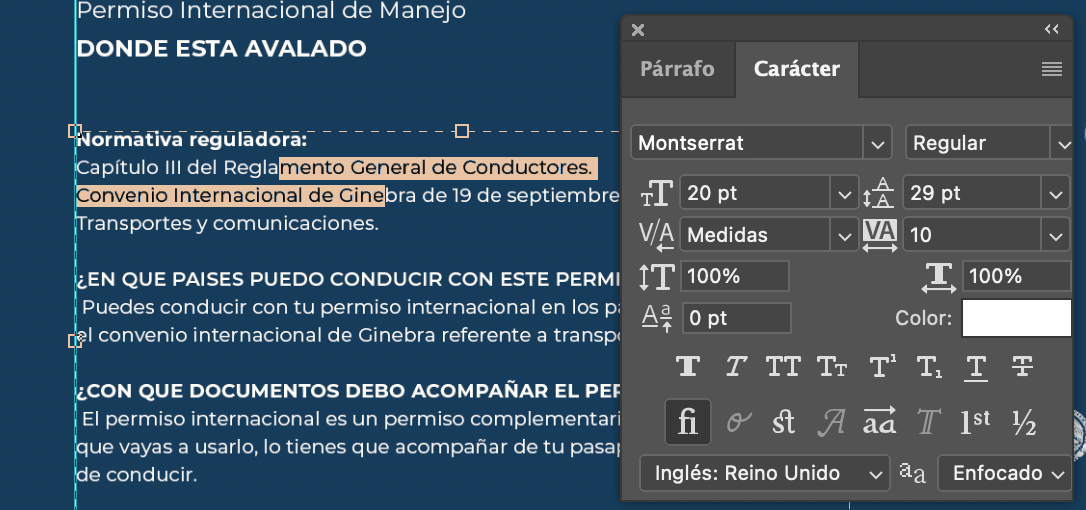 Permiso Internacional de Manejo
DONDE ESTA AVALADO
Normativa reguladora:
Capítulo III del Reglamento General de Conductores.
Convenio Internacional de Ginebra de 19 de septiembre
Transportes y comunicaciones.
¿EN QUE PAISES PUEDO CONDUCIR CON ESTE PERMI
Puedes conducir con tu permiso internacional en los pa
el convenio internacional de Ginebra referente a transpo
¿CON QUE DOCUMENTOS DEBO ACOMPAÑAR EL PER
El permiso internacional es un permiso complementari
que vayas a usarlo, lo tienes que acompañar de tu pasap
de conducir.
Párrafo
Carácter
Montserrat
Regular
20 pt
29 pt
Medidas
10
100%
100%
0 pt
Color:
Inglés: Reino Unido
Enfocado